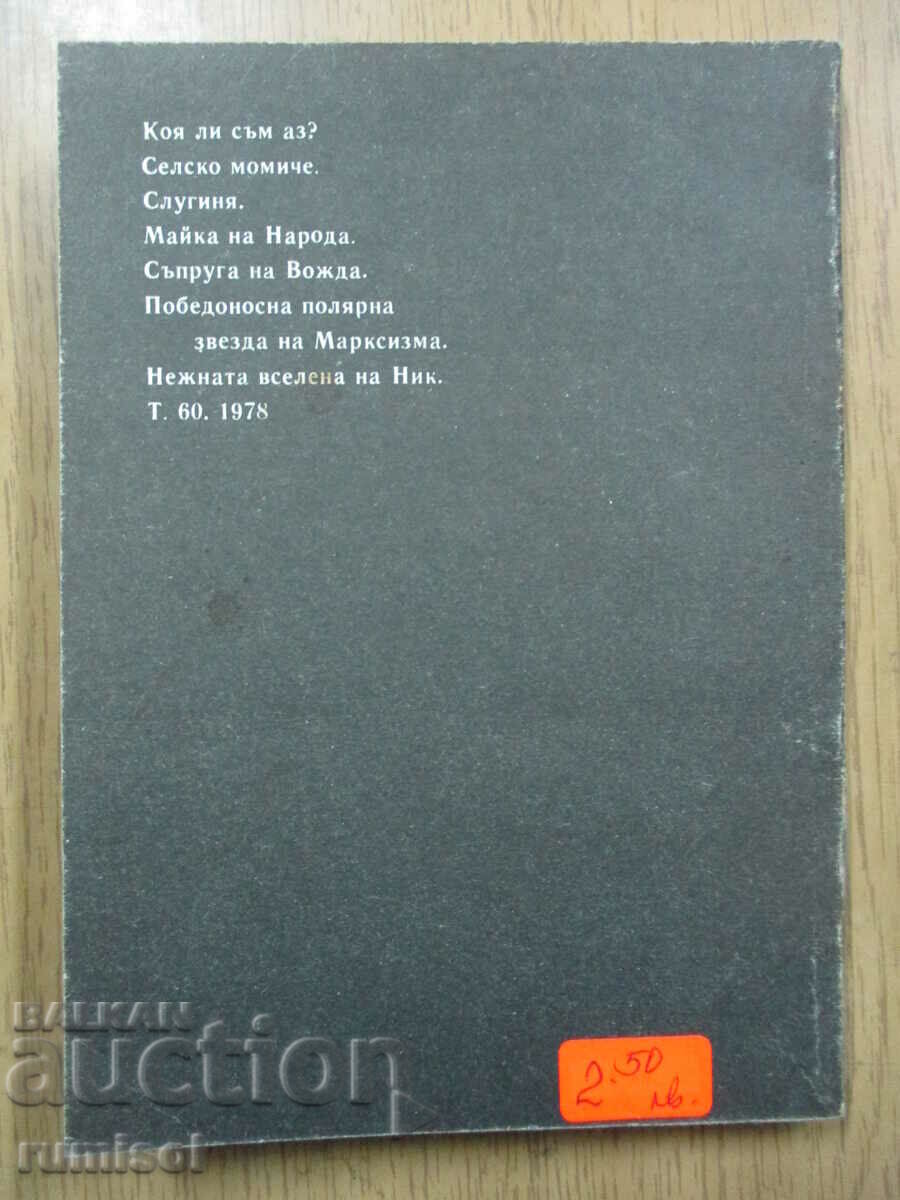 Коя ли съм аз?
Селско момиче.
Слугиня.
Майка на Народа.
Съпруга на Вожда.
Победоносна полярна
звезда на Марксизма.
Нежната вселена на Ник.
Т. 60. 1978
BALKAN
auction
rumisol
2.50
лв.